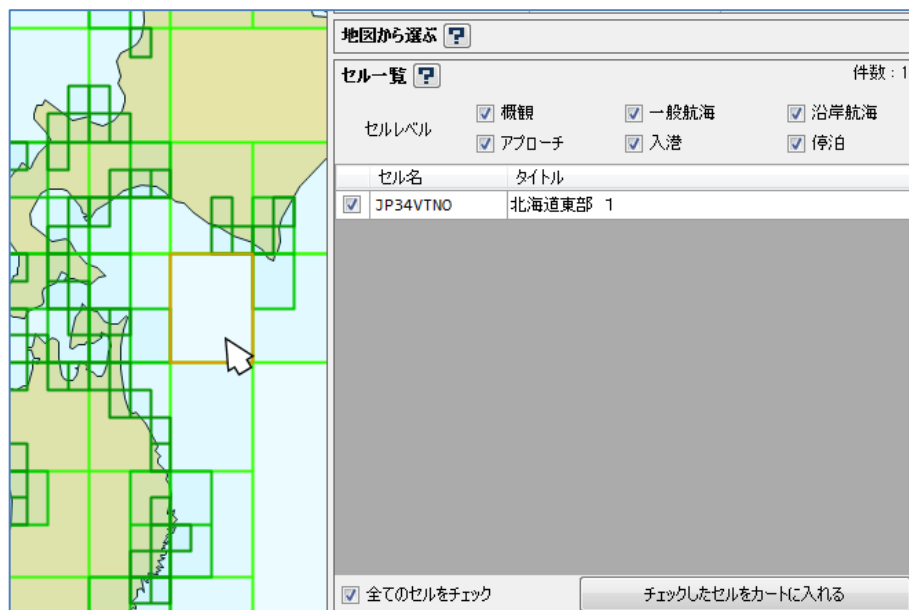 地図から選ぶ ?
セル一覧 ? 件数:1
セルレベル
概観 一般航海 沿岸航海
アプローチ 入港 停泊
セル名 タイトル
JP34VTNO 北海道東部 1
全てのセルをチェック チェックしたセルをカートに入れる